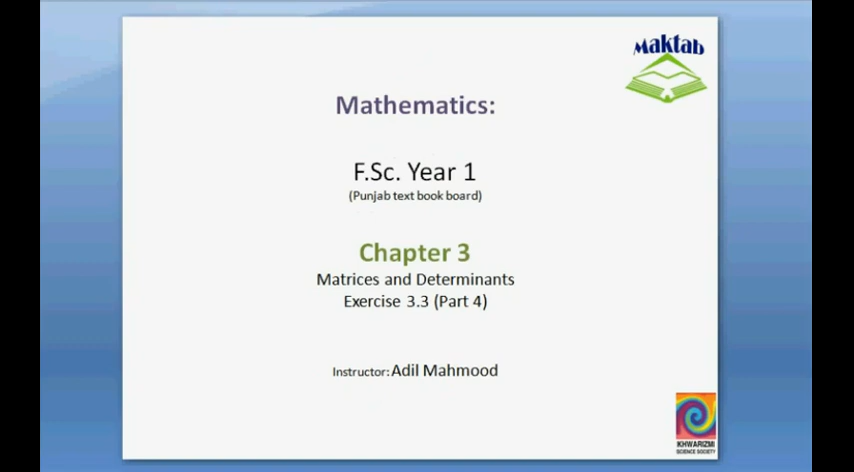 Maktab
Mathematics:
F.Sc. Year 1
(Punjab text book board)
Chapter 3
Matrices and Determinants
Exercise 3.3 (Part 4)
Instructor: Adil Mahmood
KHWARIZMI
SCIENCE SOCIETY